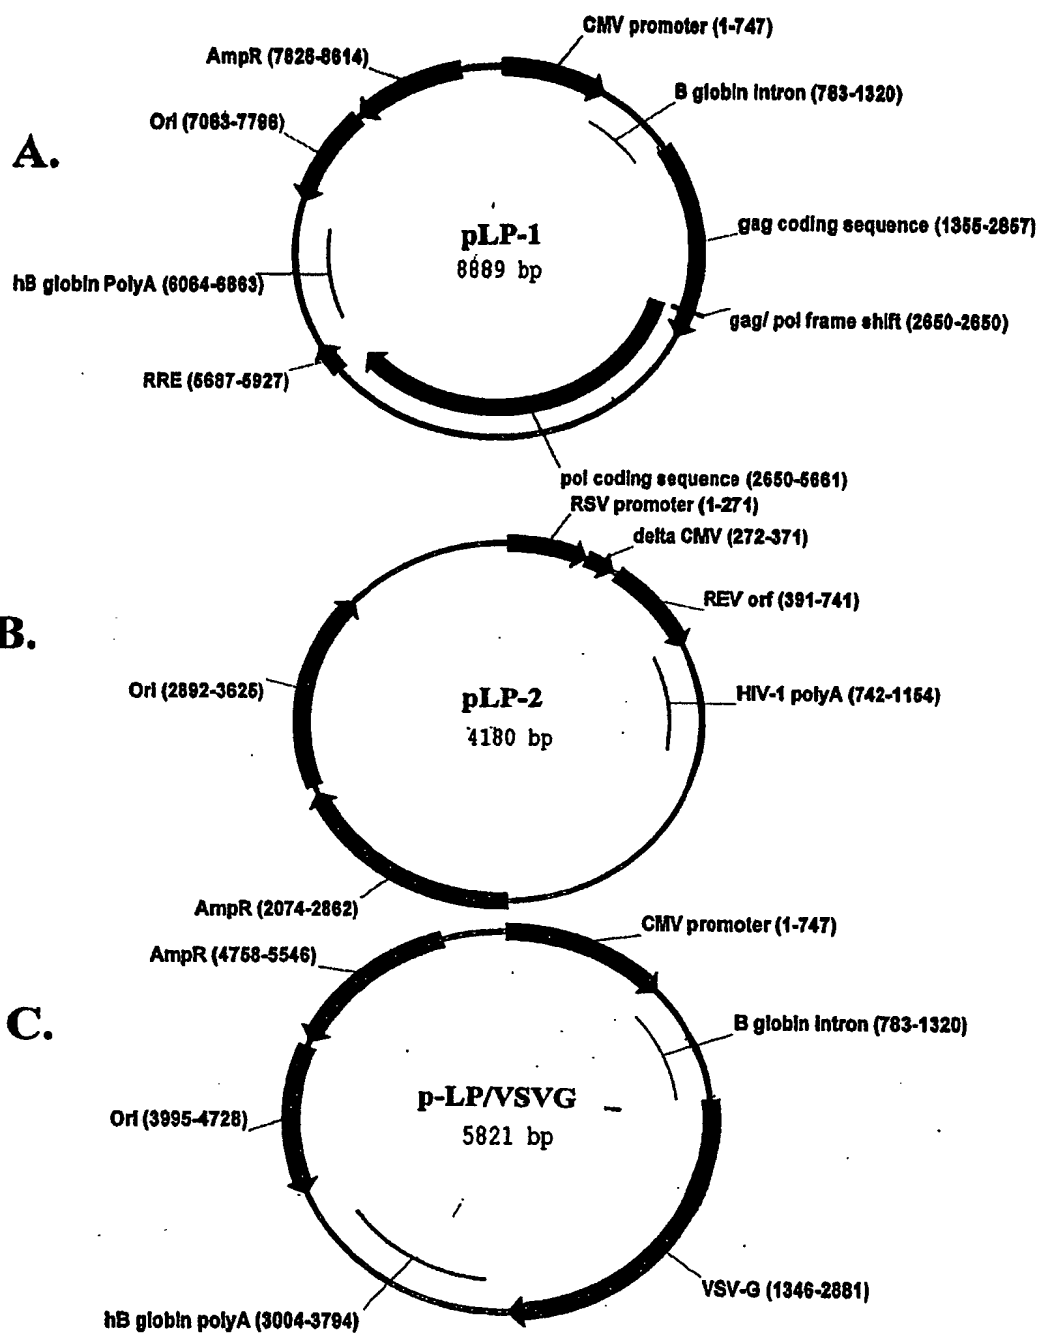 A.
CMV promoter (1-747)
AmpR (7826-8614)
B globin intron (783-1320)
Ori (7063-7796)
gag coding sequence (1355-2857)
pLP-1
8889 bp
hB globin PolyA (6064-6863)
gag/ pol frame shift (2650-2650)
RRE (5687-5927)
pol coding sequence (2650-5661)
B.
RSV promoter (1-271)
delta CMV (272-371)
REV orf (391-741)
Ori (2892-3625)
pLP-2
4180 bp
HIV-1 polyA (742-1154)
AmpR (2074-2862)
C.
CMV promoter (1-747)
AmpR (4758-5546)
B globin intron (783-1320)
p-LP/VSVG
5821 bp
Ori (3995-4728)
VSV-G (1346-2881)
hB globin polyA (3004-3794)